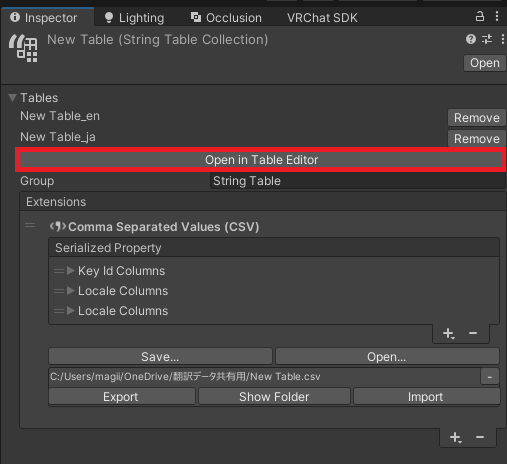 Inspector Lighting Occlusion VRChat SDK
New Table (String Table Collection)
Open
Tables
New Table_en Remove
New Table_ja Remove
Open in Table Editor
Group String Table
Extensions
Comma Separated Values (CSV)
Serialized Property
Key Id Columns
Locale Columns
Locale Columns
Save... Open...
C:/Users/magli/OneDrive/翻訳データ共有用/New Table.csv
Export Show Folder Import